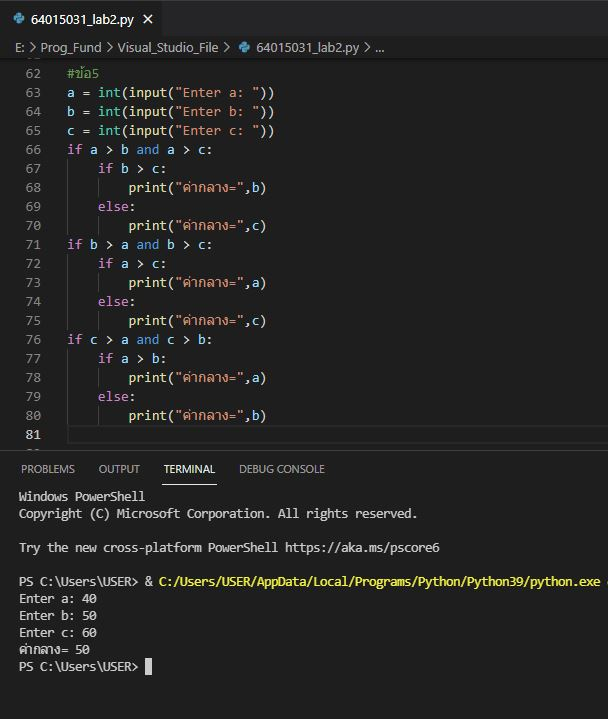 64015031_lab2.py
E: > Prog_Fund > Visual_Studio_File > 64015031_lab2.py > ...
62 #ข้อ5
63 a = int(input("Enter a: "))
64 b = int(input("Enter b: "))
65 c = int(input("Enter c: "))
66 if a > b and a > c:
67     if b > c:
68         print("ค่ากลาง=",b)
69     else:
70         print("ค่ากลาง=",c)
71 if b > a and b > c:
72     if a > c:
73         print("ค่ากลาง=",a)
74     else:
75         print("ค่ากลาง=",c)
76 if c > a and c > b:
77     if a > b:
78         print("ค่ากลาง=",a)
79     else:
80         print("ค่ากลาง=",b)
81
PROBLEMS OUTPUT TERMINAL DEBUG CONSOLE
Windows PowerShell
Copyright (C) Microsoft Corporation. All rights reserved.
Try the new cross-platform PowerShell https://aka.ms/pscore6
PS C:\Users\USER> & C:/Users/USER/AppData/Local/Programs/Python/Python39/python.exe
Enter a: 40
Enter b: 50
Enter c: 60
ค่ากลาง= 50
PS C:\Users\USER>